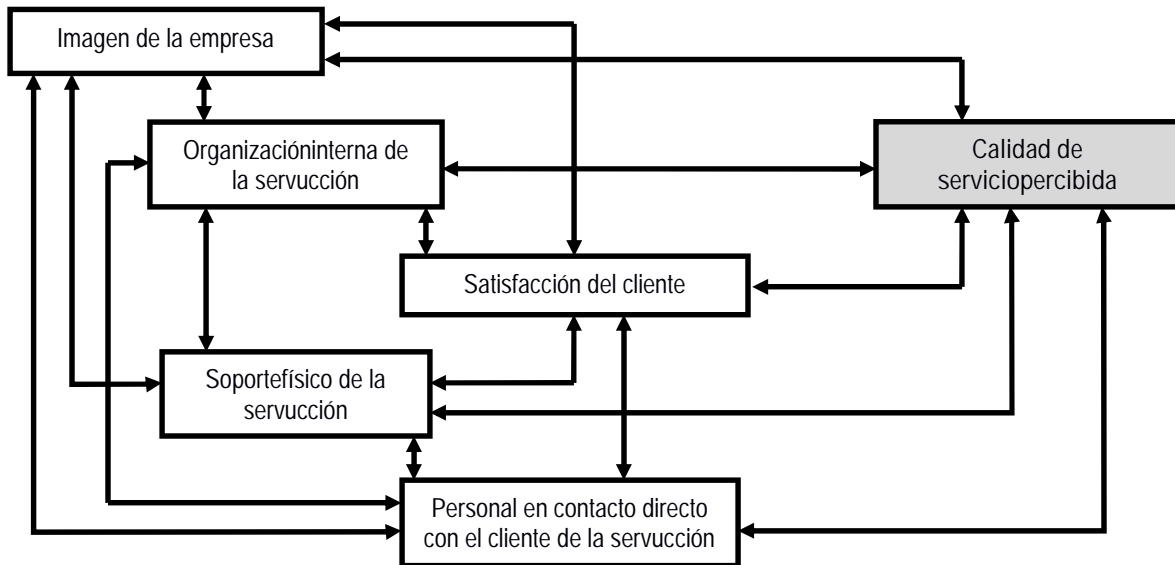 Imagen de la empresa
Organizacióninterna de
la servucción
Calidad de
serviciopercibida
Satisfacción del cliente
Soportefísico de la
servucción
Personal en contacto directo
con el cliente de la servucción